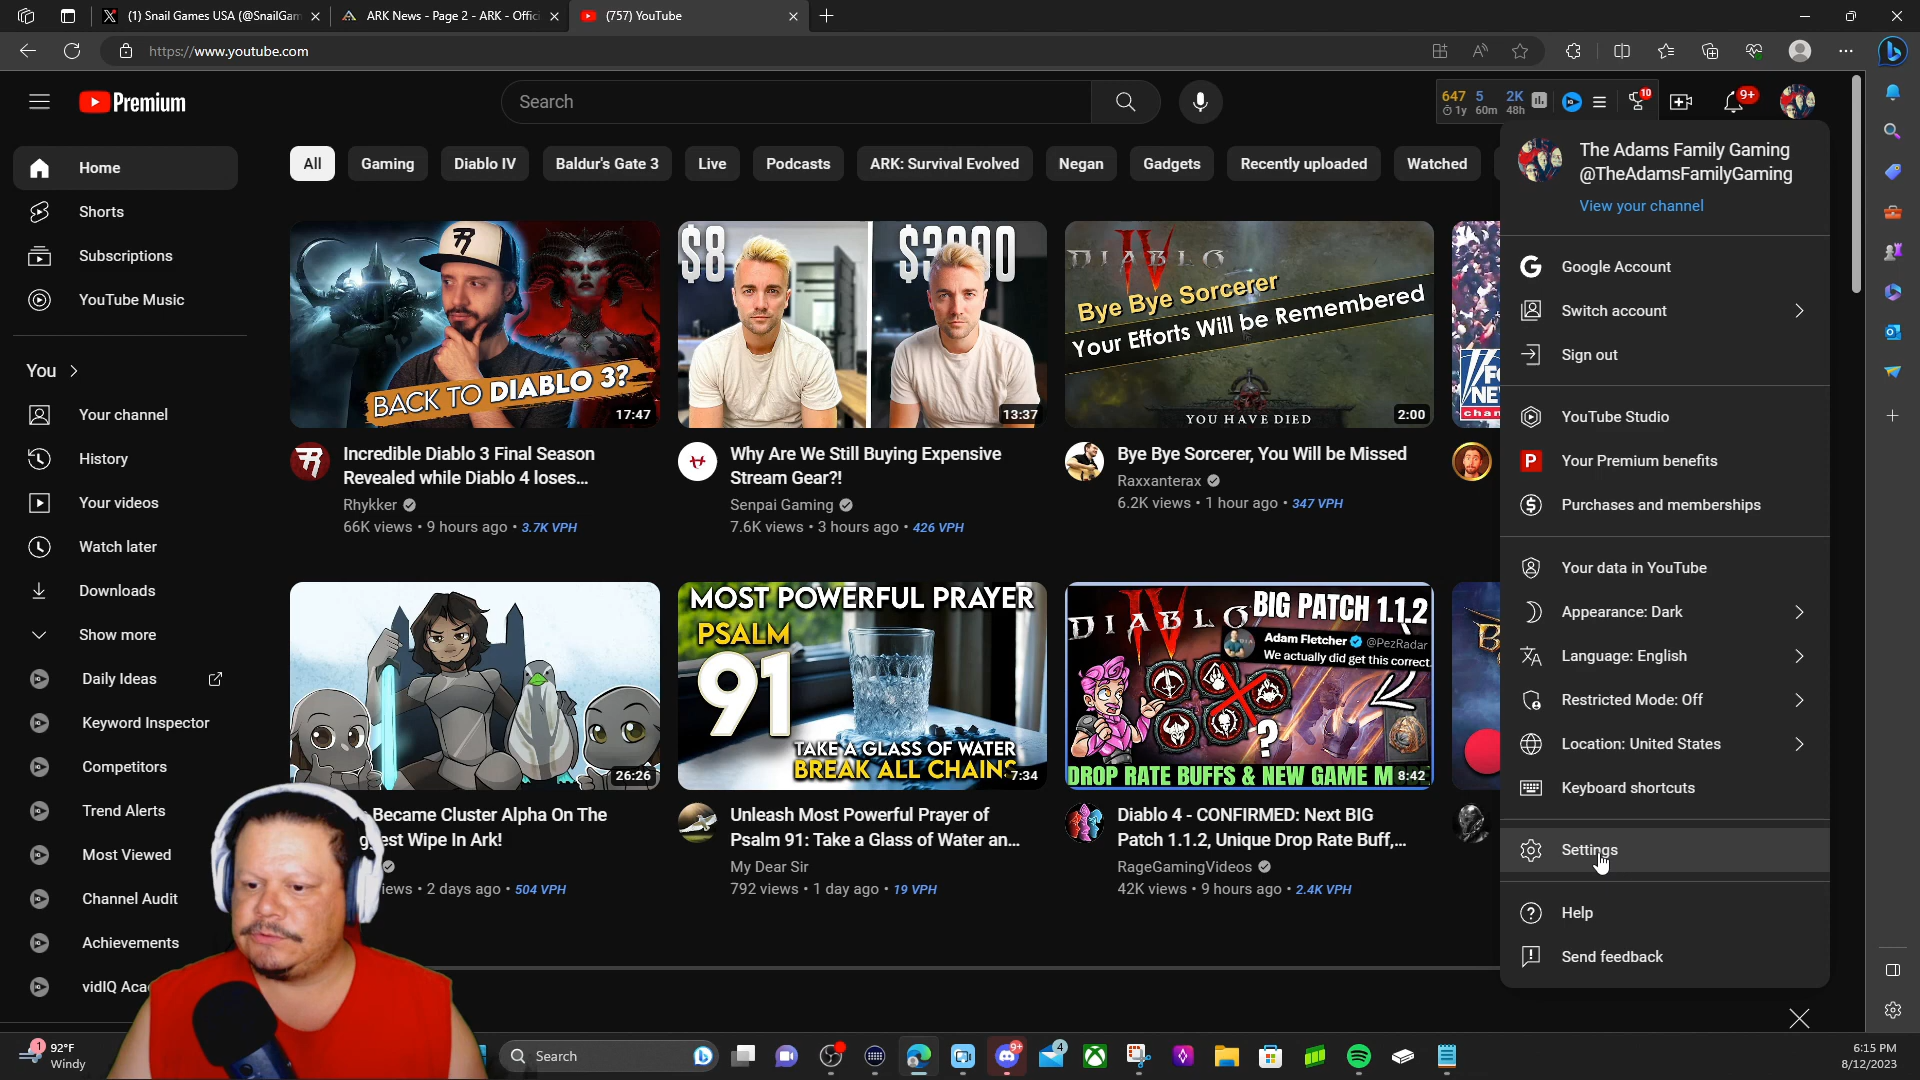 (1) Snail Games USA (@SnailGam
ARK News - Page 2 - ARK - Offici
(757) YouTube
https://www.youtube.com
Premium
Search
647 5 2K
1y 60m 48h
10
9+
Home
Shorts
Subscriptions
YouTube Music
You
Your channel
History
Your videos
Watch later
Downloads
Show more
Daily Ideas
Keyword Inspector
Competitors
Trend Alerts
Most Viewed
Channel Audit
Achievements
vidIQ Aca
All
Gaming
Diablo IV
Baldur's Gate 3
Live
Podcasts
ARK: Survival Evolved
Negan
Gadgets
Recently uploaded
Watched
BACK TO DIABLO 3?
17:47
Incredible Diablo 3 Final Season
Revealed while Diablo 4 loses...
Rhykker
66K views • 9 hours ago • 3.7K VPH
$8
13:37
Why Are We Still Buying Expensive
Stream Gear?!
Senpai Gaming
7.6K views • 3 hours ago • 426 VPH
DIABLO
IV
Bye Bye Sorcerer
Your Efforts Will be Remembered
YOU HAVE DIED
2:00
Bye Bye Sorcerer, You Will be Missed
Raxxanterax
6.2K views • 1 hour ago • 347 VPH
chan
26:26
Became Cluster Alpha On The
est Wipe In Ark!
iews • 2 days ago • 504 VPH
MOST POWERFUL PRAYER
PSALM
91
TAKE A GLASS OF WATER
BREAK ALL CHAINS
7:34
Unleash Most Powerful Prayer of
Psalm 91: Take a Glass of Water an...
My Dear Sir
792 views • 1 day ago • 19 VPH
DIABLO
IV
BIG PATCH 1.1.2
Adam Fletcher @PezRadar
We actually did get this correct.
?
DROP RATE BUFFS & NEW GAME M
8:42
Diablo 4 - CONFIRMED: Next BIG
Patch 1.1.2, Unique Drop Rate Buff,...
RageGamingVideos
42K views • 9 hours ago • 2.4K VPH
The Adams Family Gaming
@TheAdamsFamilyGaming
View your channel
Google Account
Switch account
Sign out
YouTube Studio
Your Premium benefits
Purchases and memberships
Your data in YouTube
Appearance: Dark
Language: English
Restricted Mode: Off
Location: United States
Keyboard shortcuts
Settings
Help
Send feedback
1
92°F
Windy
Search
9+
4
6:15 PM
8/12/2023